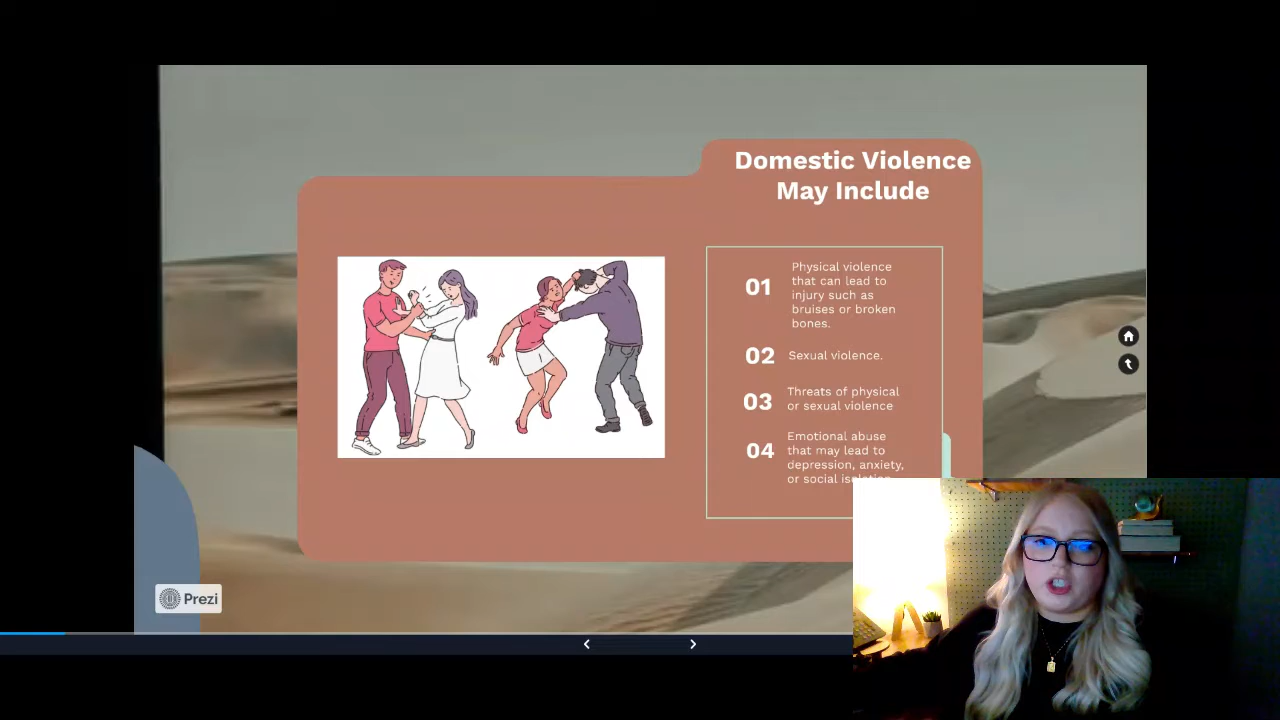 Domestic Violence
May Include
01
Physical violence
that can lead to
injury such as
bruises or broken
bones.
02
Sexual violence.
03
Threats of physical
or sexual violence
04
Emotional abuse
that may lead to
depression, anxiety,
or social isolation.
Prezi